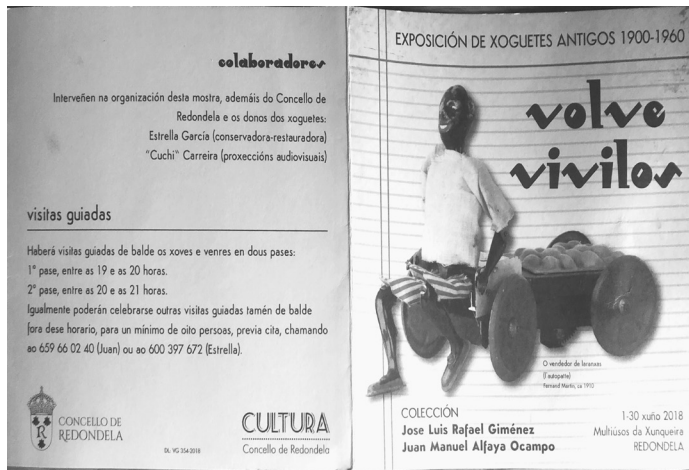 colaboradores
Interveñen na organización desta mostra, ademáis do Concello de
Redondela e os donos dos xoguetes:
Estrella García (conservadora-restauradora)
"Cuchi" Carreira (proxeccións audiovisuais)
visitas guiadas
Haberá visitas guiadas de balde os xoves e venres en dous pases:
1º pase, entre as 19 e as 20 horas.
2º pase, entre as 20 e as 21 horas.
Igualmente poderán celebrarse outras visitas guiadas tamén de balde
fora dese horario, para un mínimo de oito persoas, previa cita, chamando
ao 659 66 02 40 (Juan) ou ao 600 397 672 (Estrella).
CONCELLO DE
REDONDELA
DL: VG 354-2018
CULTURA
Concello de Redondela
EXPOSICIÓN DE XOGUETES ANTIGOS 1900-1960
volve
vivilos
O vendedor de laranxas
Fernand Martin, ca 1910
COLECCIÓN
Jose Luis Rafael Giménez
Juan Manuel Alfaya Ocampo
1-30 xuño 2018
Multiúsos da Xunqueira
REDONDELA